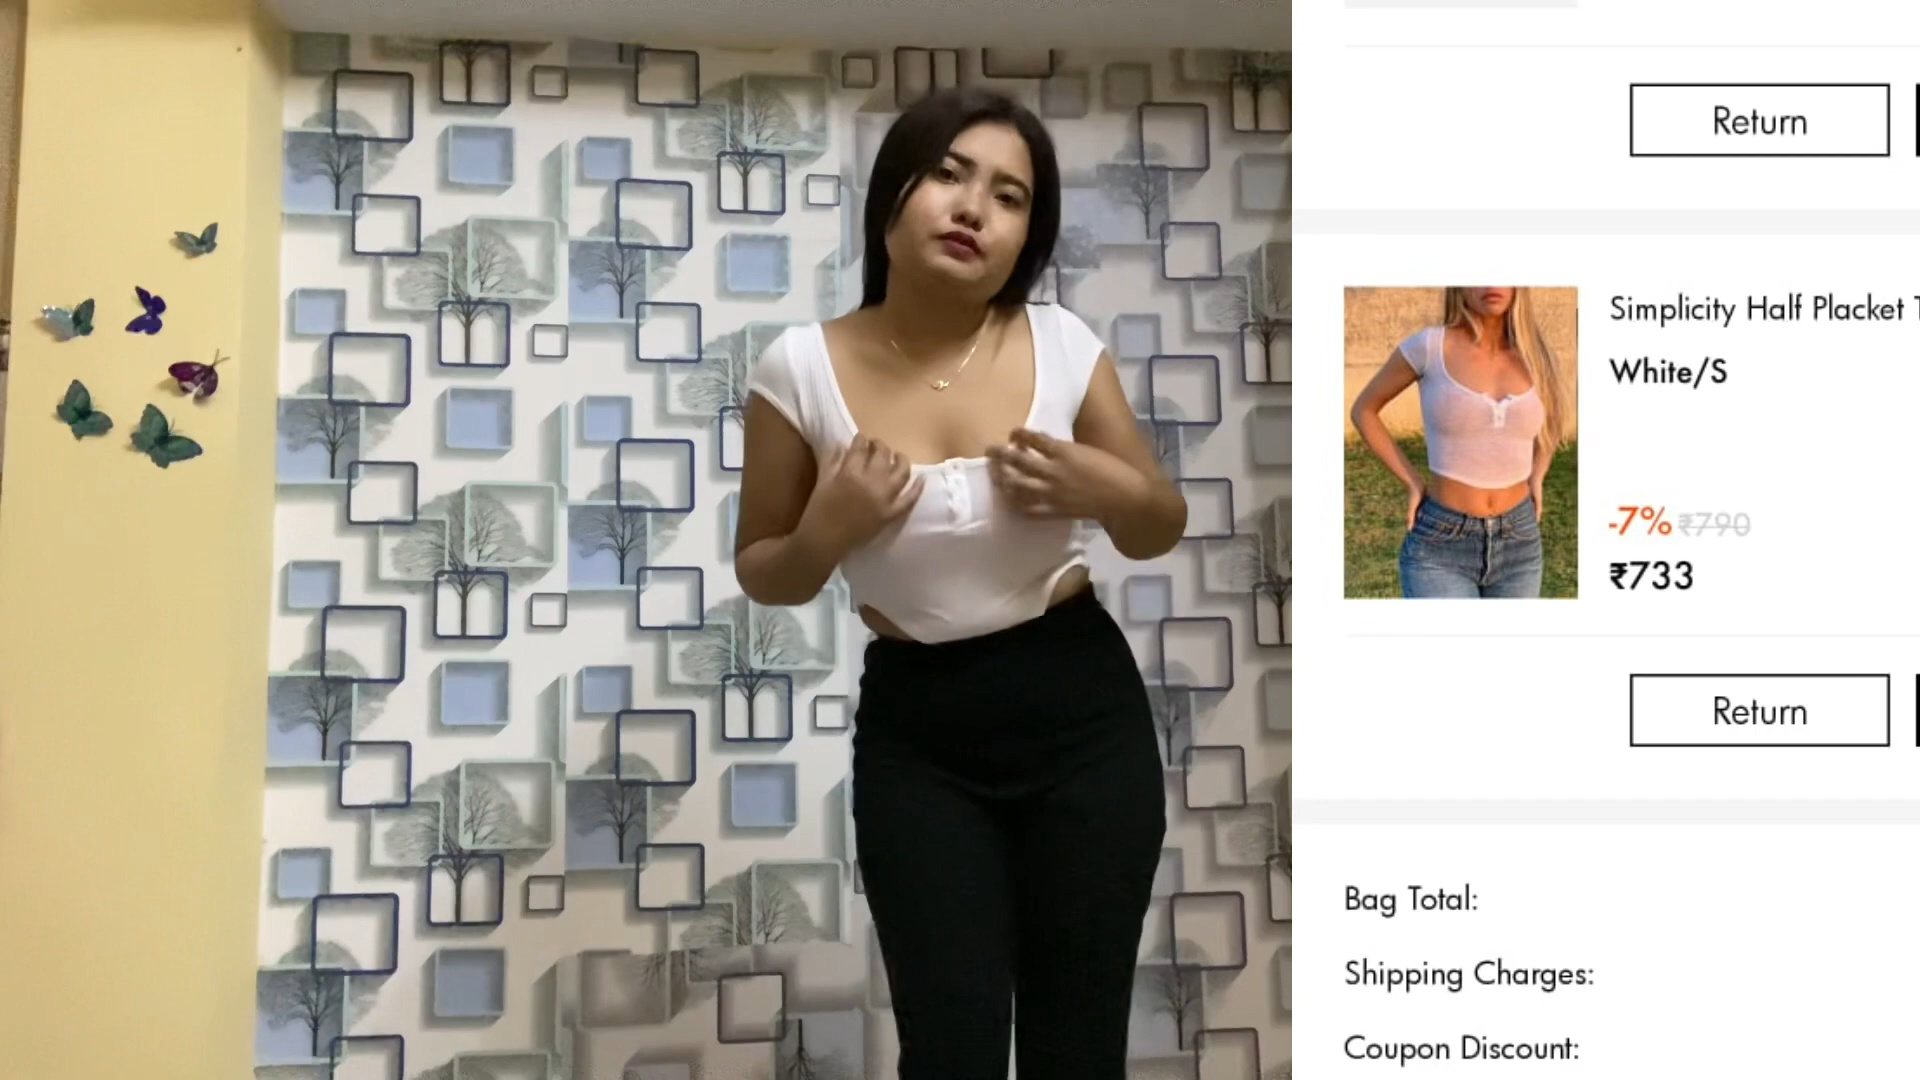 Return
Simplicity Half Placket
White/S
-7% ₹790
₹733
Return
Bag Total:
Shipping Charges:
Coupon Discount: